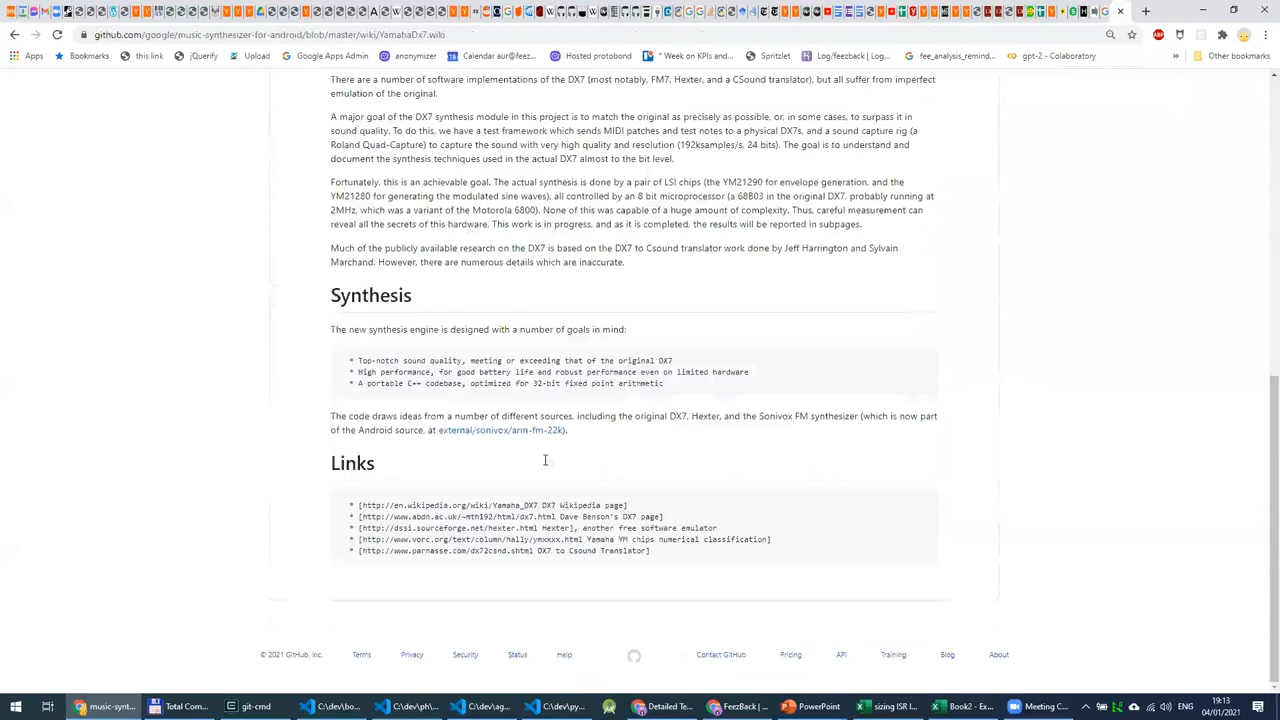 github.com/google/music-synthesizer-for-android/blob/master/wiki/YamahaDx7.wiki
Apps Bookmarks this link jQuerify Upload Google Apps Admin anonymizer Calendar aur@feez... Hosted protobond * Week on KPIs and... Spritzlet Log/feezback | Log... fee_analysis_remind... gpt-2 - Colaboratory » Other bookmarks
There are a number of software implementations of the DX7 (most notably, FM7, Hexter, and a CSound translator), but all suffer from imperfect
emulation of the original.
A major goal of the DX7 synthesis module in this project is to match the original as precisely as possible, or, in some cases, to surpass it in
sound quality. To do this, we have a test framework which sends MIDI patches and test notes to a physical DX7s, and a sound capture rig (a
Roland Quad-Capture) to capture the sound with very high quality and resolution (192ksamples/s, 24 bits). The goal is to understand and
document the synthesis techniques used in the actual DX7 almost to the bit level.
Fortunately, this is an achievable goal. The actual synthesis is done by a pair of LSI chips (the YM21290 for envelope generation, and the
YM21280 for generating the modulated sine waves), all controlled by an 8 bit microprocessor (a 68B03 in the original DX7, probably running at
2MHz, which was a variant of the Motorola 6800). None of this was capable of a huge amount of complexity. Thus, careful measurement can
reveal all the secrets of this hardware. This work is in progress, and as it is completed, the results will be reported in subpages.
Much of the publicly available research on the DX7 is based on the DX7 to Csound translator work done by Jeff Harrington and Sylvain
Marchand. However, there are numerous details which are inaccurate.
Synthesis
The new synthesis engine is designed with a number of goals in mind:
* Top-notch sound quality, meeting or exceeding that of the original DX7
* High performance, for good battery life and robust performance even on limited hardware
* A portable C++ codebase, optimized for 32-bit fixed point arithmetic
The code draws ideas from a number of different sources, including the original DX7, Hexter, and the Sonivox FM synthesizer (which is now part
of the Android source, at external/sonivox/arm-fm-22k).
Links
* [http://en.wikipedia.org/wiki/Yamaha_DX7 DX7 Wikipedia page]
* [http://www.abdn.ac.uk/~mth192/html/dx7.html Dave Benson's DX7 page]
* [http://dssi.sourceforge.net/hexter.html Hexter], another free software emulator
* [http://www.vorc.org/text/column/hally/ymxxxx.html Yamaha YM chips numerical classification]
* [http://www.parnasse.com/dx72csnd.shtml DX7 to Csound Translator]
© 2021 GitHub, Inc. Terms Privacy Security Status Help Contact GitHub Pricing API Training Blog About
music-synt... Total Com... git-cmd C:\dev\bo... C:\dev\ph\... C:\dev\ag... C:\dev\py... Detailed Te... FeezBack |... PowerPoint sizing ISR I... Book2 - Ex... Meeting C...
19:13
04/01/2021